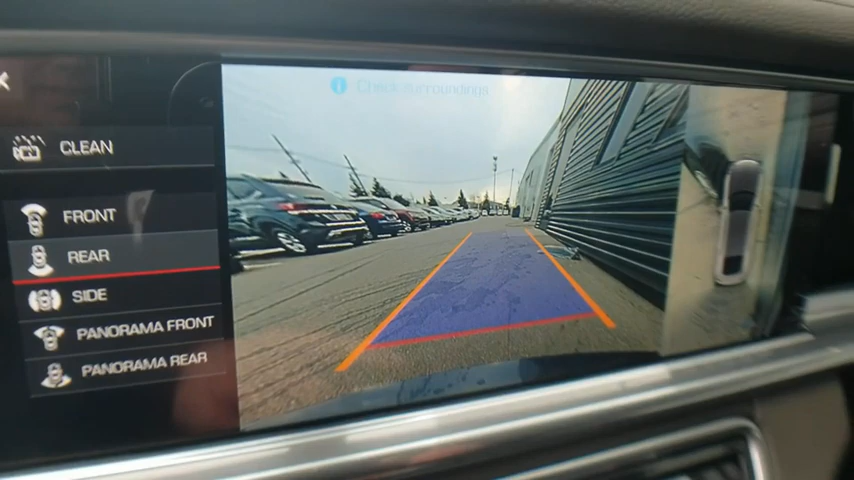 Check surroundings
CLEAN
FRONT
REAR
SIDE
PANORAMA FRONT
PANORAMA REAR